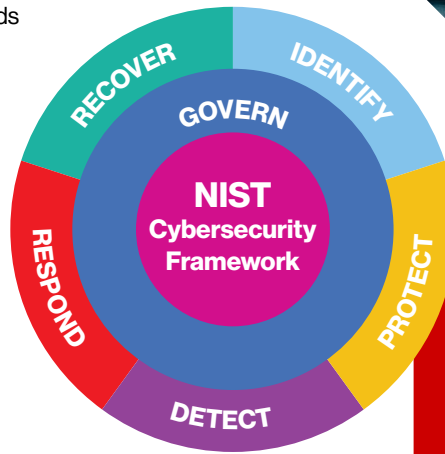 ds
RECOVER
IDENTIFY
GOVERN
NIST
Cybersecurity
Framework
RESPOND
PROTECT
DETECT